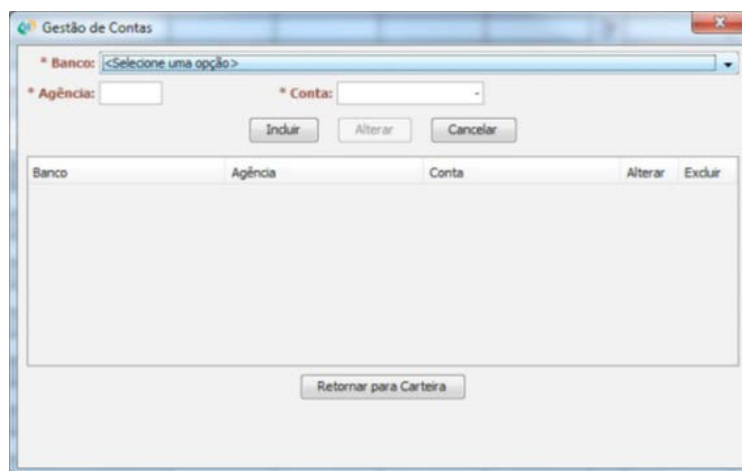 Gestão de Contas
* Banco: <Selecione uma opção>
* Agência: * Conta: -
Incluir Alterar Cancelar
Banco Agência Conta Alterar Excluir
Retornar para Carteira